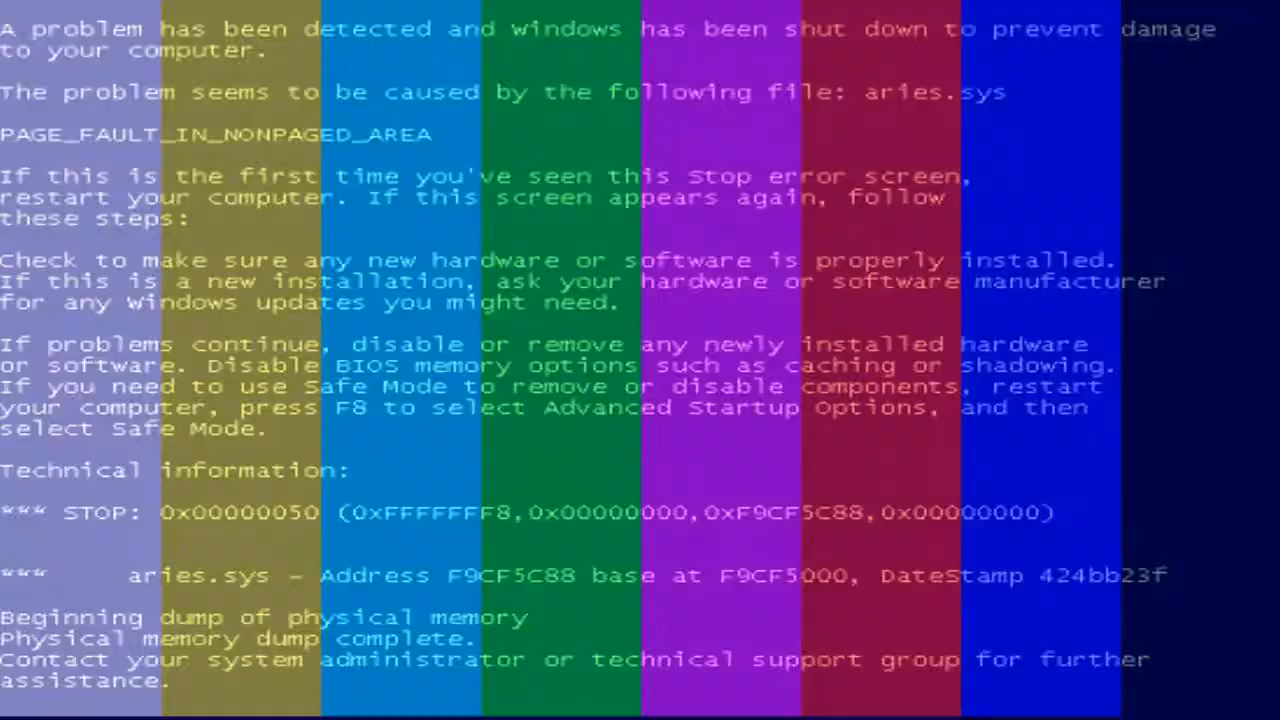 A problem has been detected and Windows has been shut down to prevent damage
to your computer.
The problem seems to be caused by the following file: aries.sys
PAGE_FAULT_IN_NONPAGED_AREA
If this is the first time you've seen this Stop error screen,
restart your computer. If this screen appears again, follow
these steps:
Check to make sure any new hardware or software is properly installed.
If this is a new installation, ask your hardware or software manufacturer
for any Windows updates you might need.
If problems continue, disable or remove any newly installed hardware
or software. Disable BIOS memory options such as caching or shadowing.
If you need to use Safe Mode to remove or disable components, restart
your computer, press F8 to select Advanced Startup Options, and then
select Safe Mode.
Technical information:
*** STOP: 0x00000050 (0xFFFFFFF8,0x00000000,0xF9CF5C88,0x00000000)
*** aries.sys – Address F9CF5C88 base at F9CF5000, DateStamp 424bb23f
Beginning dump of physical memory
Physical memory dump complete.
Contact your system administrator or technical support group for further
assistance.